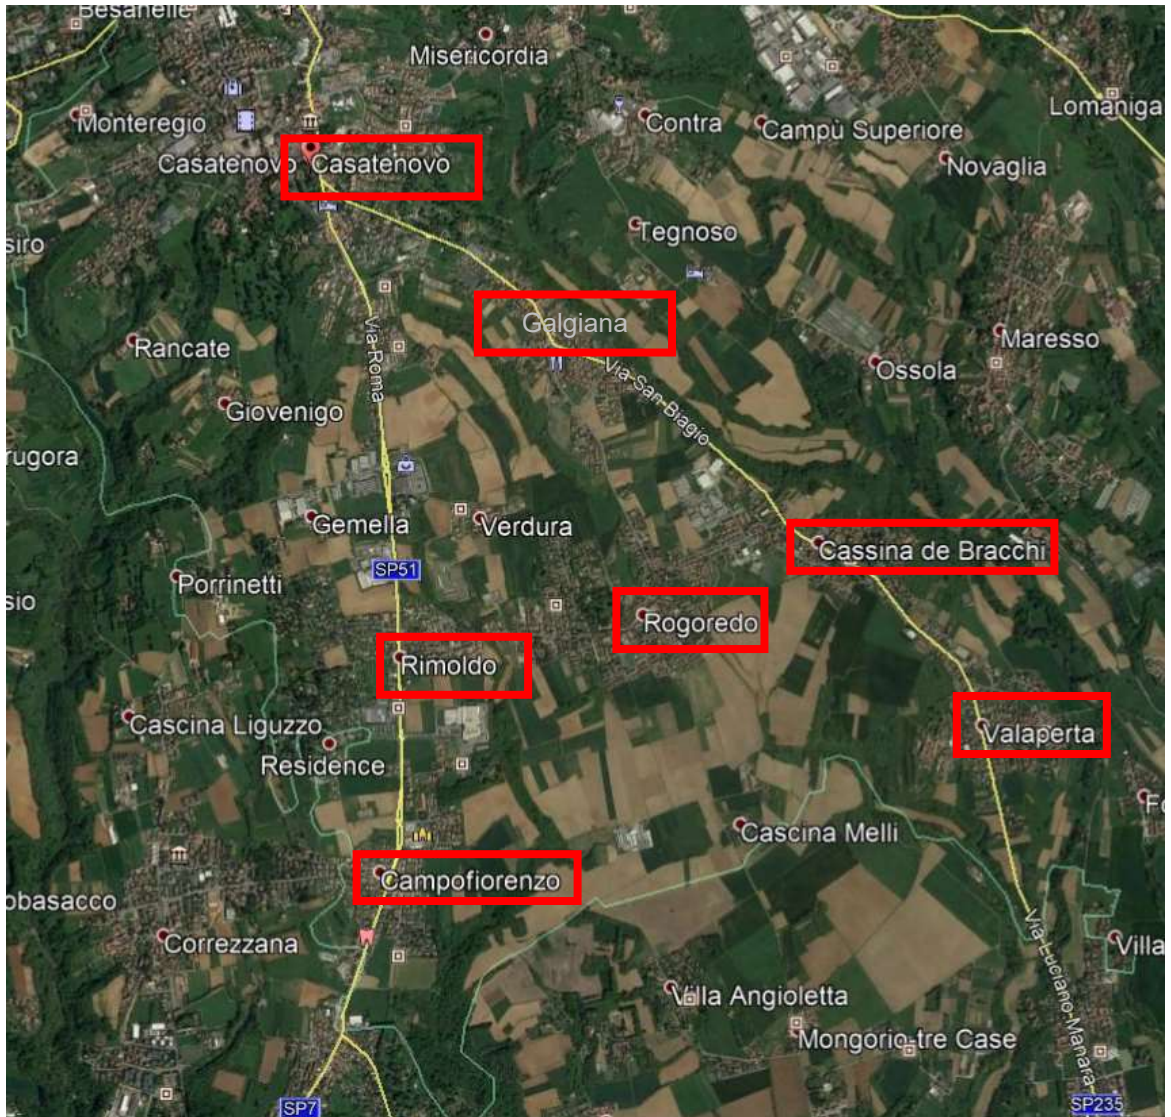 Besanelle
Misericordia
Lomaniga
Monteregio
Contra
Campù Superiore
Casatenovo
Casatenovo
Novaglia
Tegnoso
siro
Galgiana
Maresso
Rancate
Via Roma
Ossola
Via San Biagio
Giovenigo
rugora
Gemella
Verdura
Cassina de Bracchi
SP51
Porrinetti
sio
Rogoredo
Rimoldo
Cascina Liguzzo
Valaperta
Residence
Fo
Cascina Melli
Campofiorenzo
obasacco
Correzzana
Villa
Via Luciano Manara
Villa Angioletta
Mongorio-tre Case
SP7
SP235